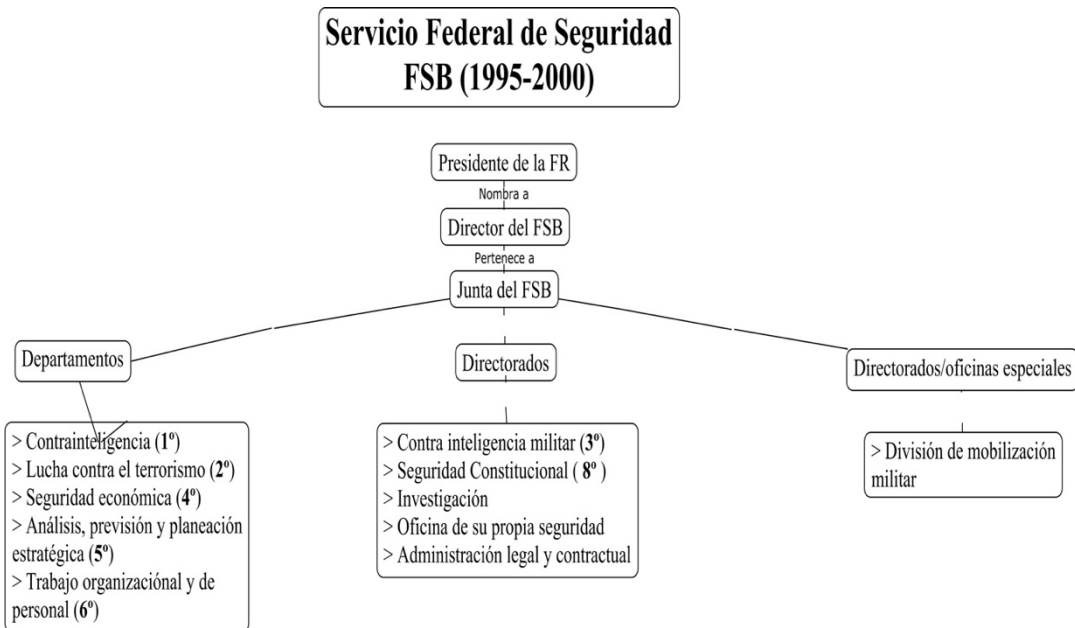 Servicio Federal de Seguridad
FSB (1995-2000)
Presidente de la FR
Nombra a
Director del FSB
Pertenece a
Junta del FSB
Departamentos
Directorados
Directorados/oficinas especiales
> Contrainteligencia (1º)
> Lucha contra el terrorismo (2º)
> Seguridad económica (4º)
> Análisis, previsión y planeación
estratégica (5º)
> Trabajo organizaciónal y de
personal (6º)
> Contra inteligencia militar (3º)
> Seguridad Constitucional ( 8º )
> Investigación
> Oficina de su propia seguridad
> Administración legal y contractual
> División de mobilización
militar